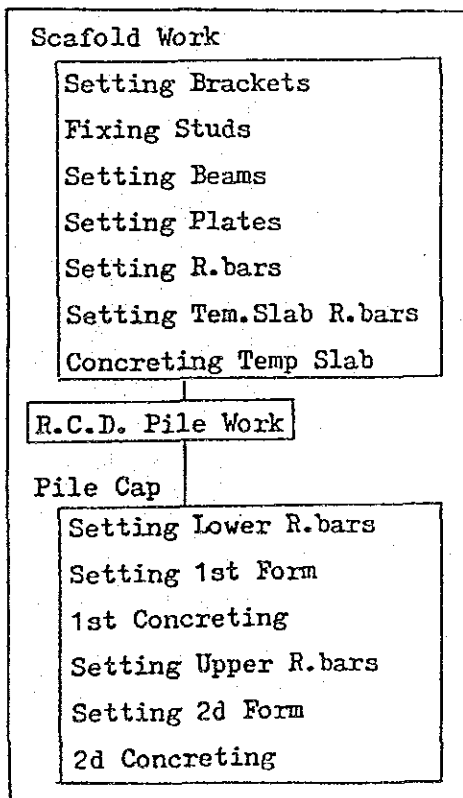 Scafold Work
Setting Brackets
Fixing Studs
Setting Beams
Setting Plates
Setting R.bars
Setting Tem.Slab R.bars
Concreting Temp Slab
R.C.D. Pile Work
Pile Cap
Setting Lower R.bars
Setting 1st Form
1st Concreting
Setting Upper R.bars
Setting 2d Form
2d Concreting